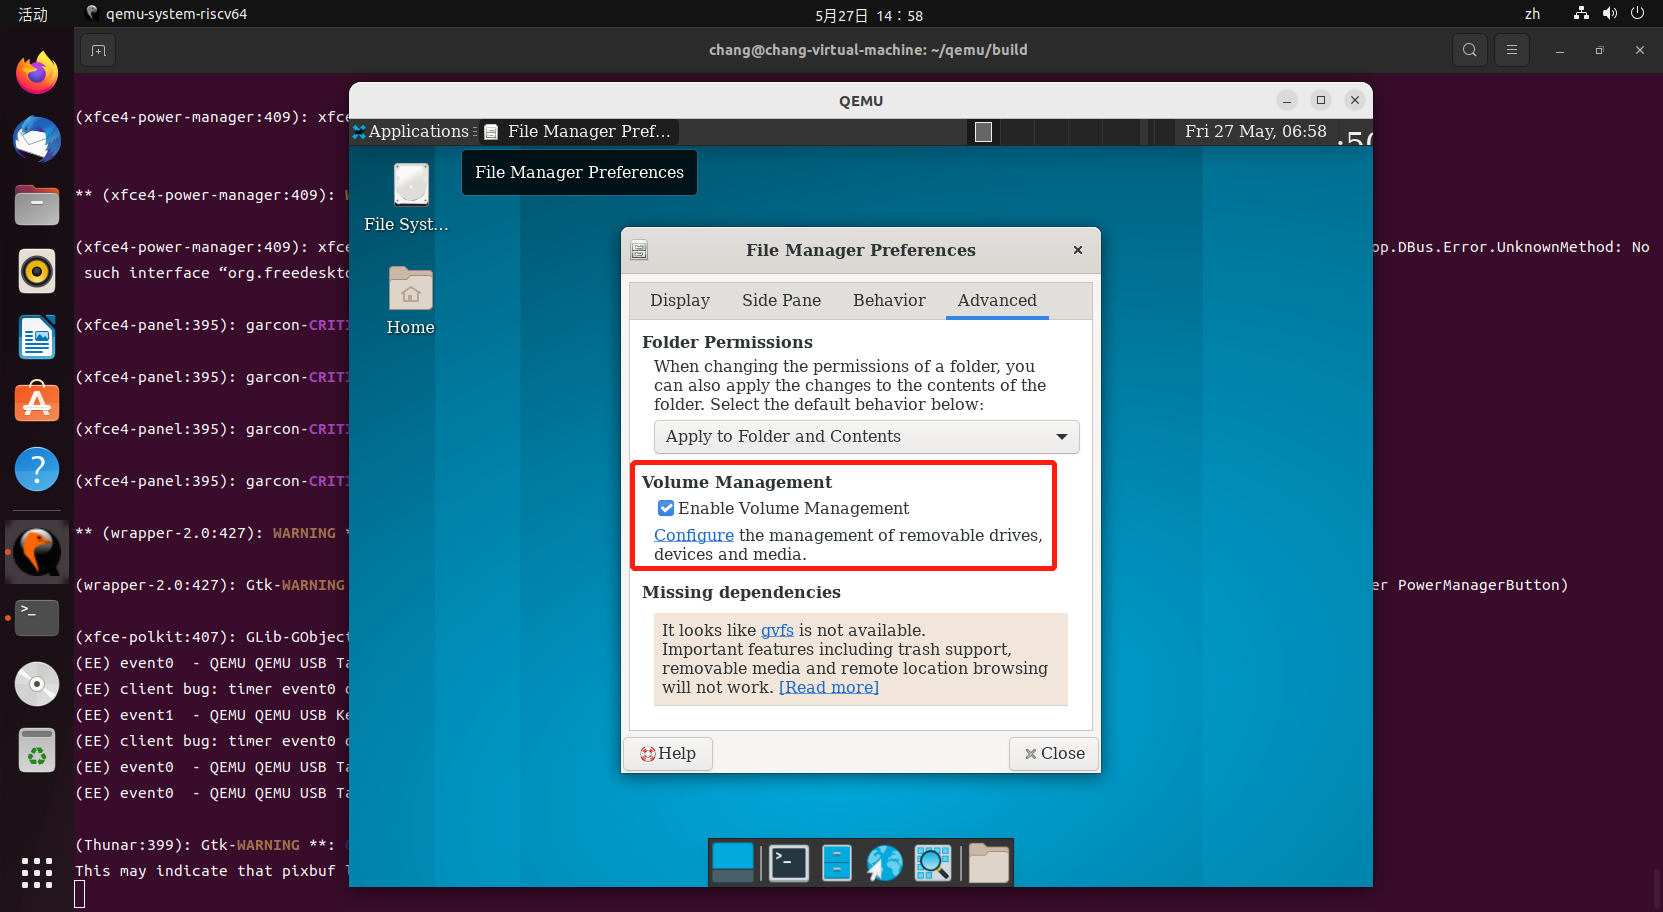 活动 qemu-system-riscv64 5月27日 14：58 zh
chang@chang-virtual-machine: ~/qemu/build
QEMU
Applications File Manager Pref... Fri 27 May, 06:58
File Manager Preferences
File Syst...
Home
File Manager Preferences
Display Side Pane Behavior Advanced
Folder Permissions
When changing the permissions of a folder, you
can also apply the changes to the contents of the
folder. Select the default behavior below:
Apply to Folder and Contents
Volume Management
Enable Volume Management
Configure the management of removable drives,
devices and media.
Missing dependencies
It looks like gvfs is not available.
Important features including trash support,
removable media and remote location browsing
will not work. [Read more]
Help Close
(xfce4-power-manager:409): xfce
** (xfce4-power-manager:409):
(xfce4-power-manager:409): xfce op.DBus.Error.UnknownMethod: No
such interface “org.freedeskto
(xfce4-panel:395): garcon-CRITI
(xfce4-panel:395): garcon-CRITI
(xfce4-panel:395): garcon-CRITI
(xfce4-panel:395): garcon-CRITI
** (wrapper-2.0:427): WARNING *
(wrapper-2.0:427): Gtk-WARNING er PowerManagerButton)
(xfce-polkit:407): GLib-GObject
(EE) event0 - QEMU QEMU USB Ta
(EE) client bug: timer event0
(EE) event1 - QEMU QEMU USB Ke
(EE) client bug: timer event0
(EE) event0 - QEMU QEMU USB Ta
(EE) event0 - QEMU QEMU USB Ta
(Thunar:399): Gtk-WARNING **:
This may indicate that pixbuf